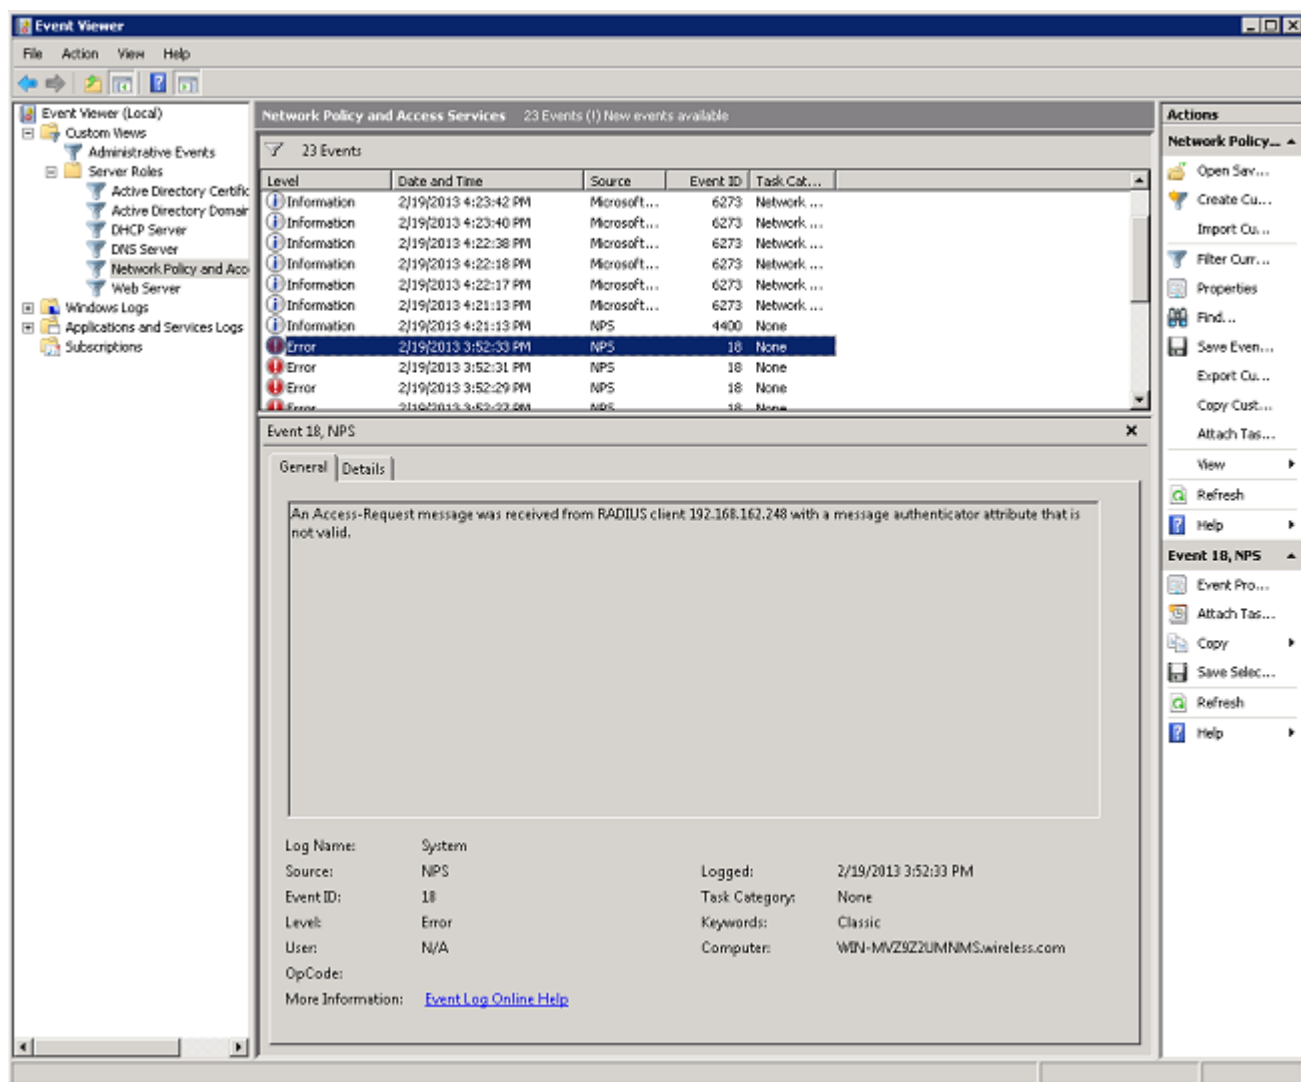 Event Viewer
File Action View Help
Event Viewer (Local)
Custom Views
Administrative Events
Server Roles
Active Directory Certific
Active Directory Domain
DHCP Server
DNS Server
Network Policy and Acc
Web Server
Windows Logs
Applications and Services Logs
Subscriptions
Network Policy and Access Services 23 Events (!) New events available
23 Events
Level Date and Time Source Event ID Task Cat...
Information 2/19/2013 4:23:42 PM Microsoft... 6273 Network ...
Information 2/19/2013 4:23:40 PM Microsoft... 6273 Network ...
Information 2/19/2013 4:22:38 PM Microsoft... 6273 Network ...
Information 2/19/2013 4:22:18 PM Microsoft... 6273 Network ...
Information 2/19/2013 4:22:17 PM Microsoft... 6273 Network ...
Information 2/19/2013 4:21:13 PM Microsoft... 6273 Network ...
Information 2/19/2013 4:21:13 PM NPS 4400 None
Error 2/19/2013 3:52:33 PM NPS 18 None
Error 2/19/2013 3:52:31 PM NPS 18 None
Error 2/19/2013 3:52:29 PM NPS 18 None
Error 2/19/2013 3:52:27 PM NPS 18 None
Event 18, NPS
General Details
An Access-Request message was received from RADIUS client 192.168.162.248 with a message authenticator attribute that is
not valid.
Log Name: System
Source: NPS Logged: 2/19/2013 3:52:33 PM
Event ID: 18 Task Category: None
Level: Error Keywords: Classic
User: N/A Computer: WIN-MVZ9Z2UMNMS.wireless.com
OpCode:
More Information: Event Log Online Help
Actions
Network Policy...
Open Sav...
Create Cu...
Import Cu...
Filter Curr...
Properties
Find...
Save Even...
Export Cu...
Copy Cust...
Attach Tas...
View
Refresh
Help
Event 18, NPS
Event Pro...
Attach Tas...
Copy
Save Selec...
Refresh
Help